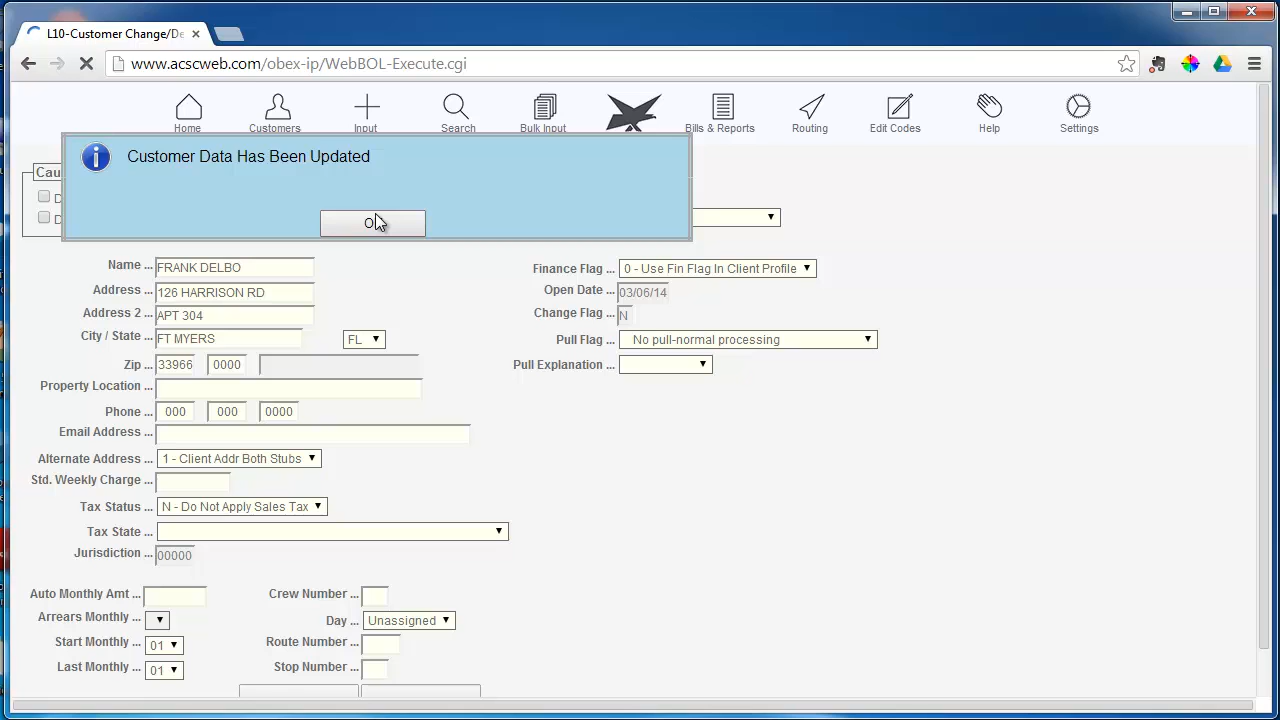 L10-Customer Change/De
www.acscweb.com/obex-ip/WebBOL-Execute.cgi
Home
Customers
Input
Search
Bulk Input
Bills & Reports
Routing
Edit Codes
Help
Settings
Customer Data Has Been Updated
Cau
D
D
Name ... FRANK DELBO
Address ... 126 HARRISON RD
Address 2 ... APT 304
City / State ... FT MYERS FL
Zip ... 33966 0000
Property Location ...
Phone ... 000 000 0000
Email Address ...
Alternate Address ... 1 - Client Addr Both Stubs
Std. Weekly Charge ...
Tax Status ... N - Do Not Apply Sales Tax
Tax State ...
Jurisdiction ... 00000
Finance Flag ... 0 - Use Fin Flag In Client Profile
Open Date ... 03/06/14
Change Flag ... N
Pull Flag ... No pull-normal processing
Pull Explanation ...
Auto Monthly Amt ...
Arrears Monthly ...
Start Monthly ... 01
Last Monthly ... 01
Crew Number ...
Day ... Unassigned
Route Number ...
Stop Number ...